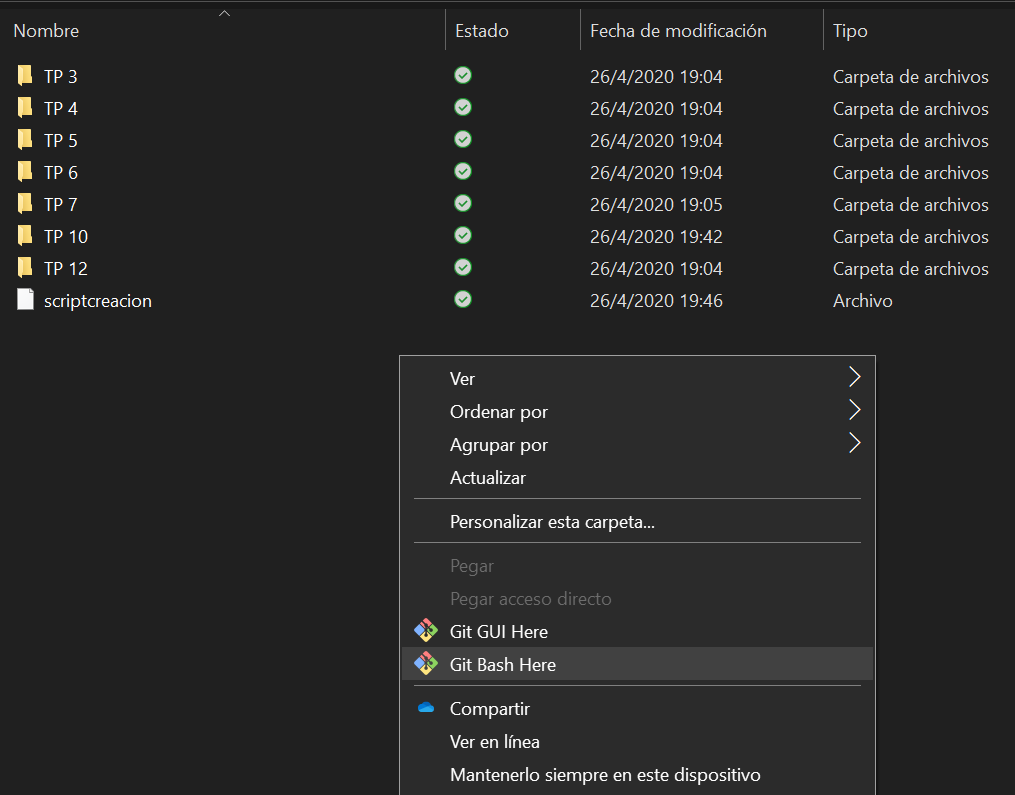 Nombre Estado Fecha de modificación Tipo
TP 3 26/4/2020 19:04 Carpeta de archivos
TP 4 26/4/2020 19:04 Carpeta de archivos
TP 5 26/4/2020 19:04 Carpeta de archivos
TP 6 26/4/2020 19:04 Carpeta de archivos
TP 7 26/4/2020 19:05 Carpeta de archivos
TP 10 26/4/2020 19:42 Carpeta de archivos
TP 12 26/4/2020 19:04 Carpeta de archivos
scriptcreacion 26/4/2020 19:46 Archivo
Ver
Ordenar por
Agrupar por
Actualizar
Personalizar esta carpeta...
Pegar
Pegar acceso directo
Git GUI Here
Git Bash Here
Compartir
Ver en línea
Mantenerlo siempre en este dispositivo